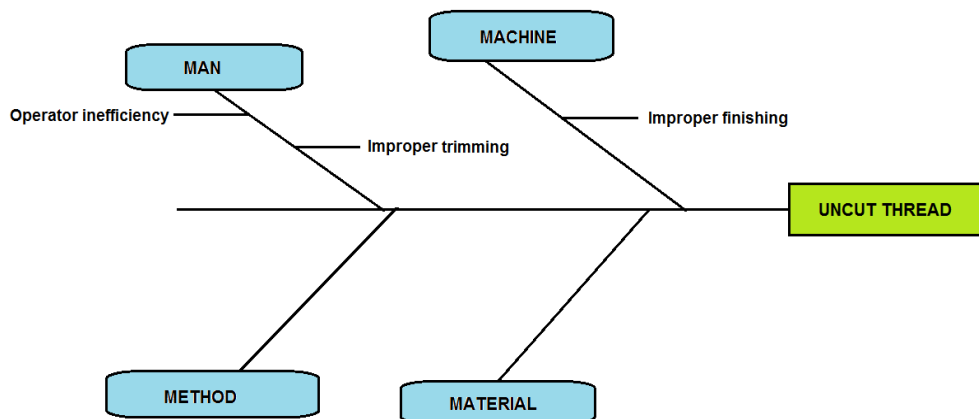 MACHINE
MAN
Operator inefficiency
Improper trimming
Improper finishing
UNCUT THREAD
METHOD
MATERIAL